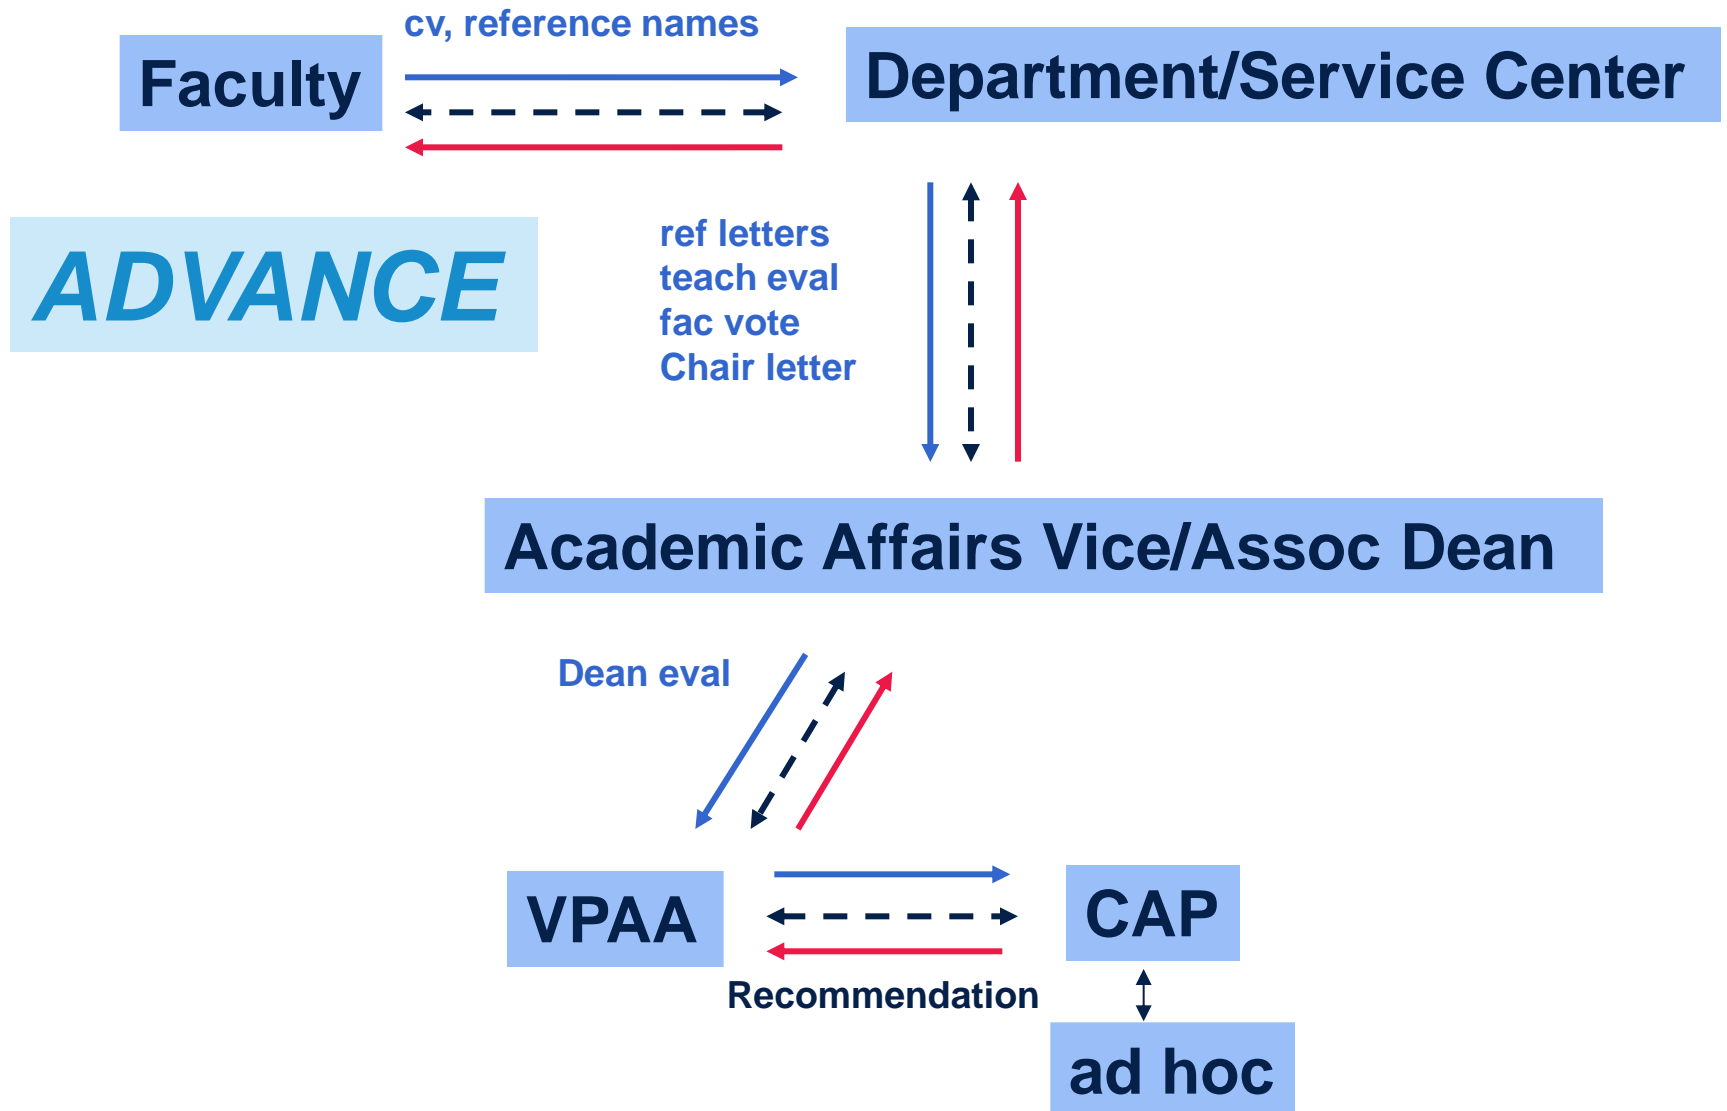 cv, reference names
Faculty
Department/Service Center
ADVANCE
ref letters
teach eval
fac vote
Chair letter
Academic Affairs Vice/Assoc Dean
Dean eval
VPAA
CAP
Recommendation
ad hoc